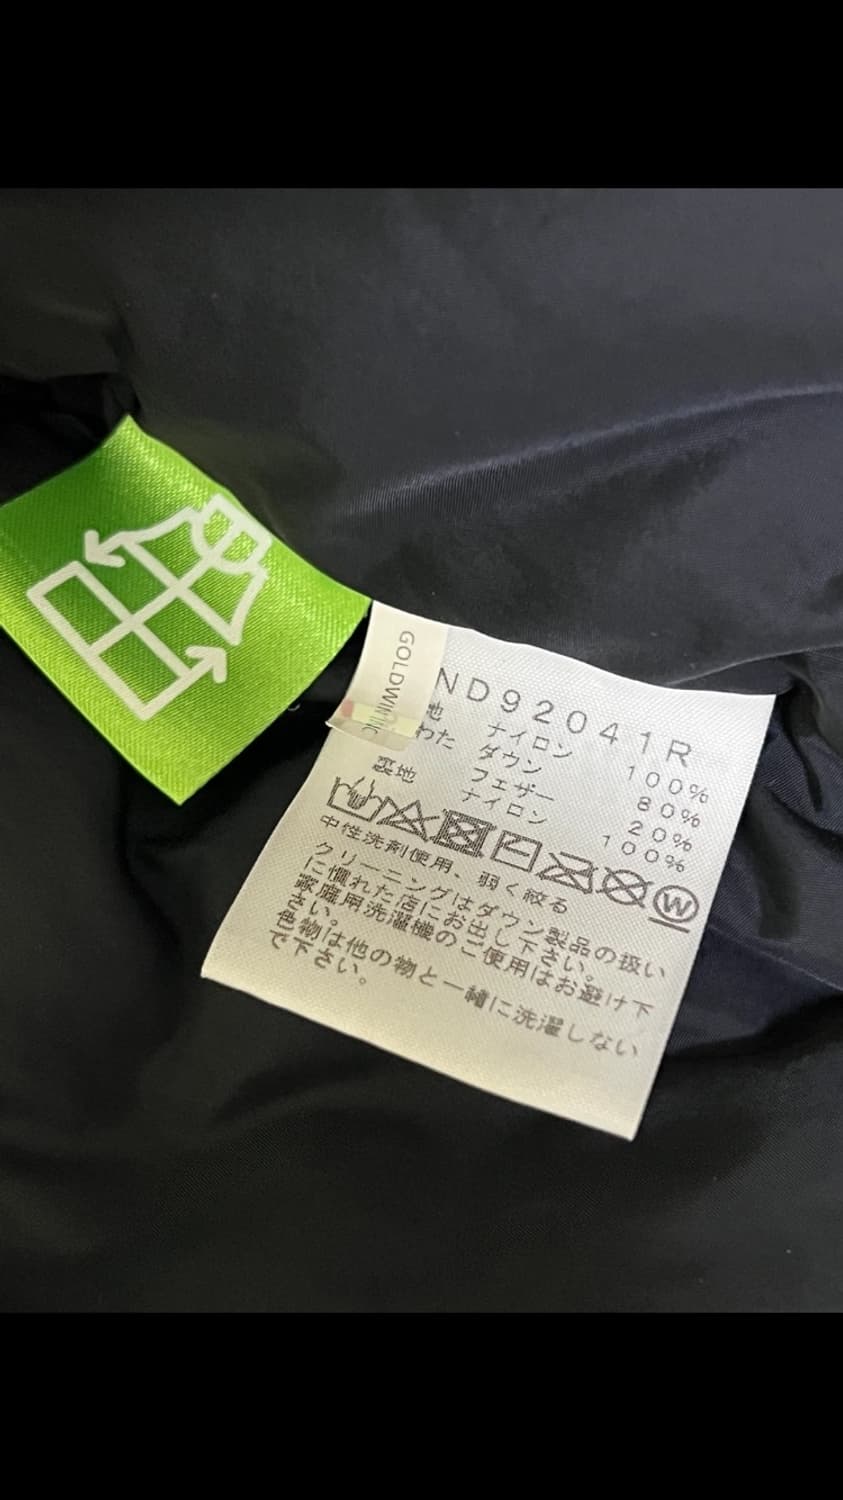 GOLDWIN INC
ND92041R
地 ナイロン 100%
わた ダウン 80%
フェザー 20%
裏地 ナイロン 100%
W
中性洗剤使用、弱く絞る
クリーニングはダウン製品の扱い
に慣れた店にお出し下さい。
家庭用洗濯機のご使用はお避け下
さい。
色物は他の物と一緒に洗濯しない
で下さい。